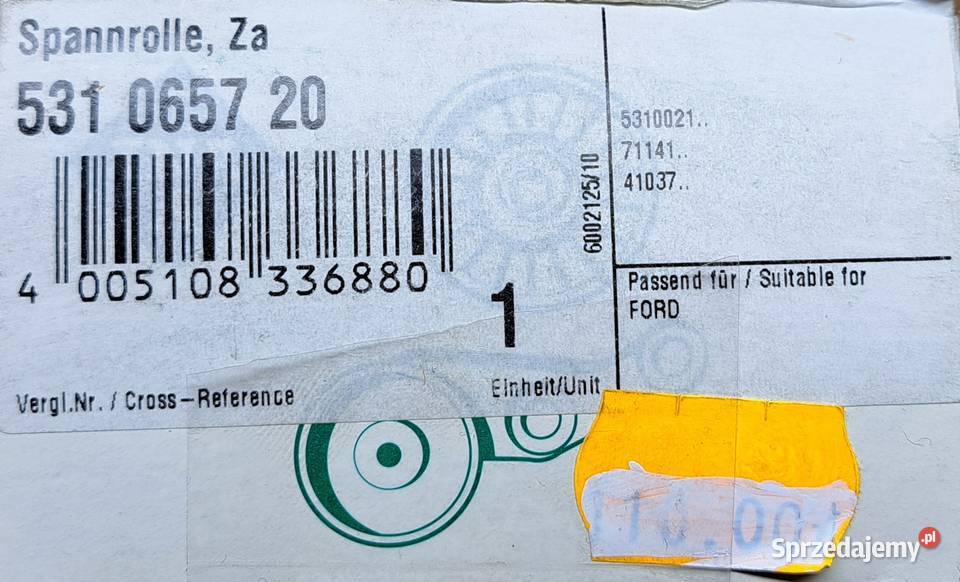 Spannrolle, Za
531 0657 20
4 005108 336880
1
Einheit/Unit
Vergl.Nr. / Cross-Reference
6002125/10
5310021..
71141..
41037..
Passend für / Suitable for
FORD
Sprzedajemy.pl